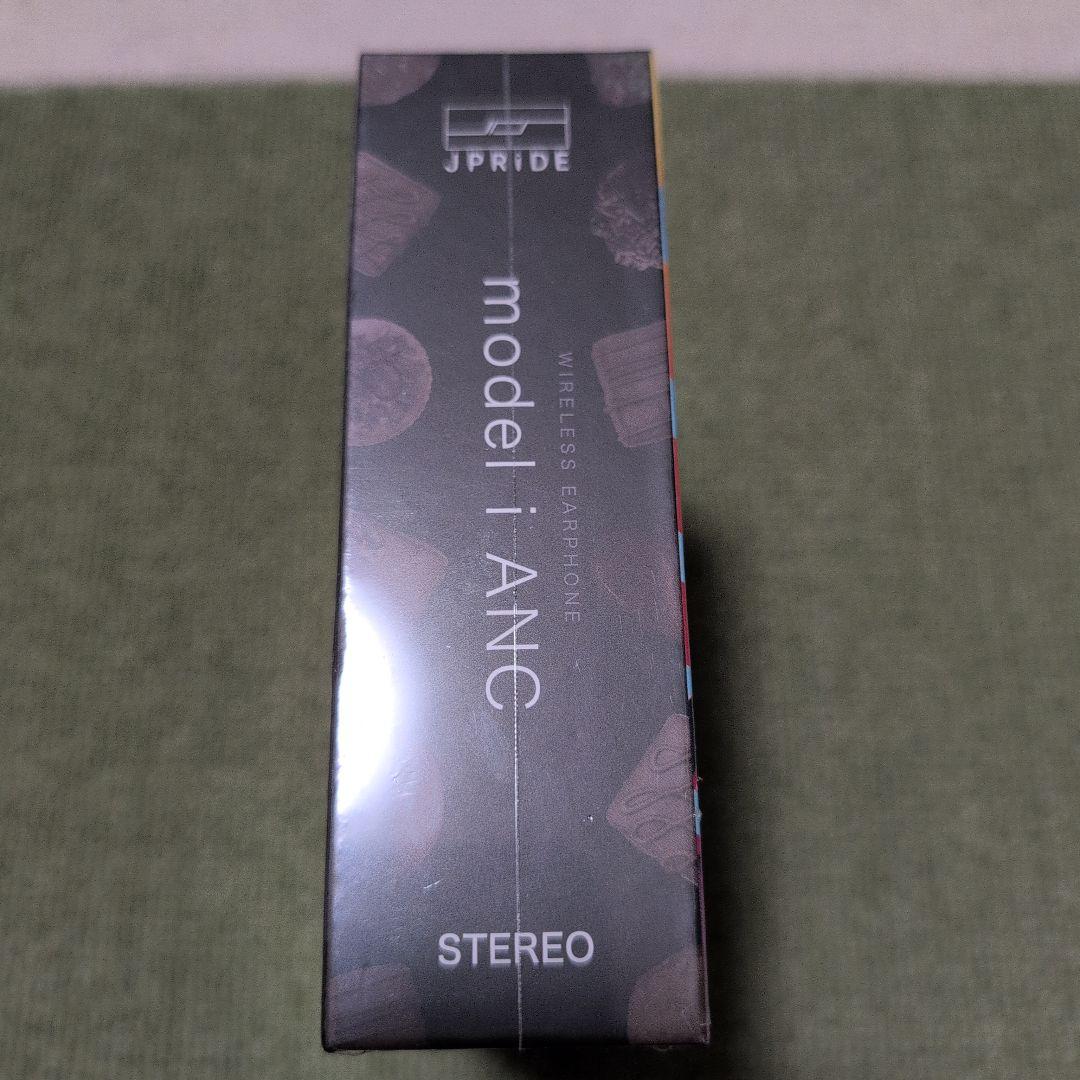 JPRiDE
model i ANC
WIRELESS EARPHONE
STEREO